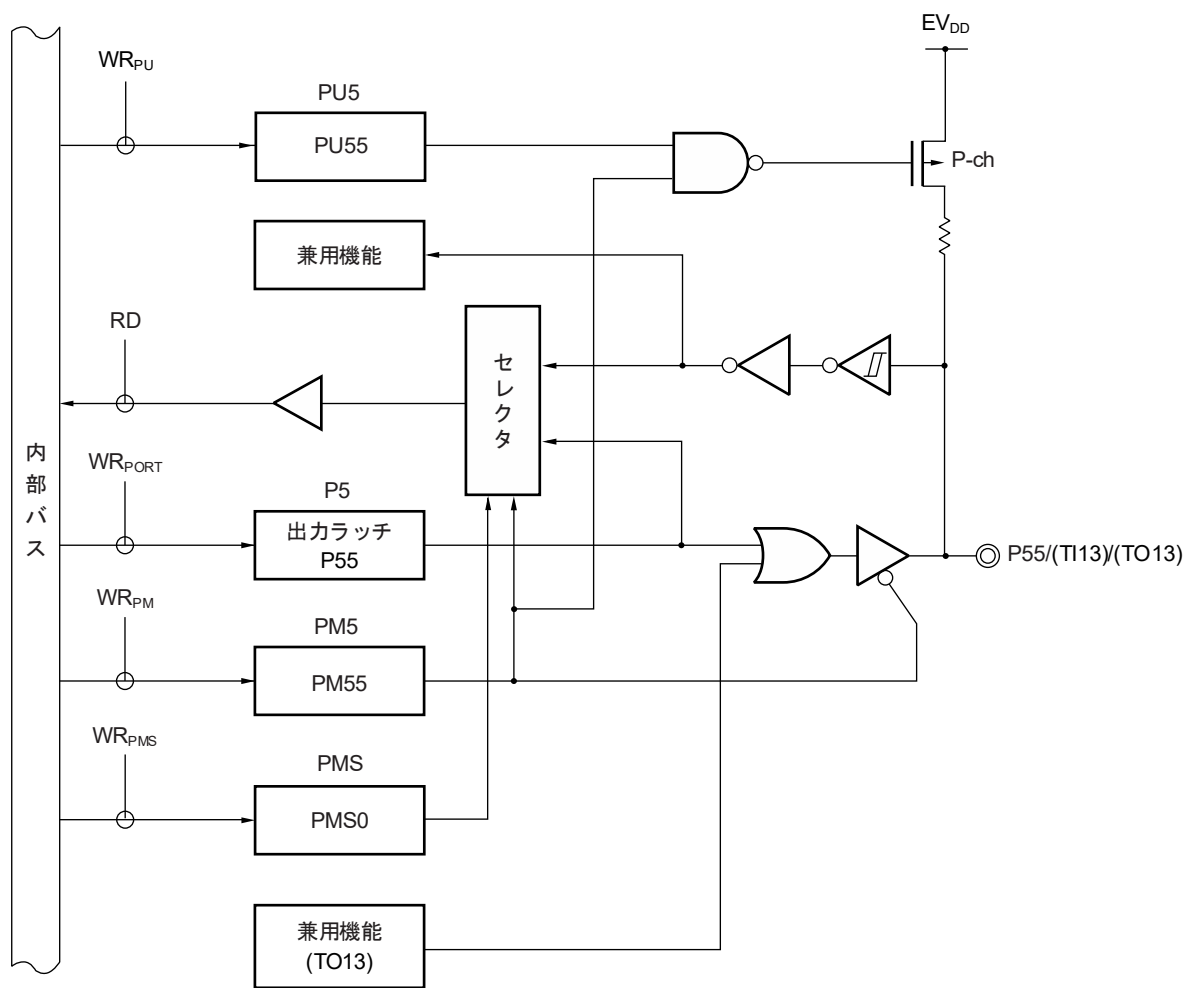 EVDD
WRPU
PU5
PU55
P-ch
兼用機能
RD
セレクタ
内部バス
WRPORT
P5
出力ラッチ
P55
P55/(TI13)/(TO13)
WRPM
PM5
PM55
WRPMS
PMS
PMS0
兼用機能
(TO13)